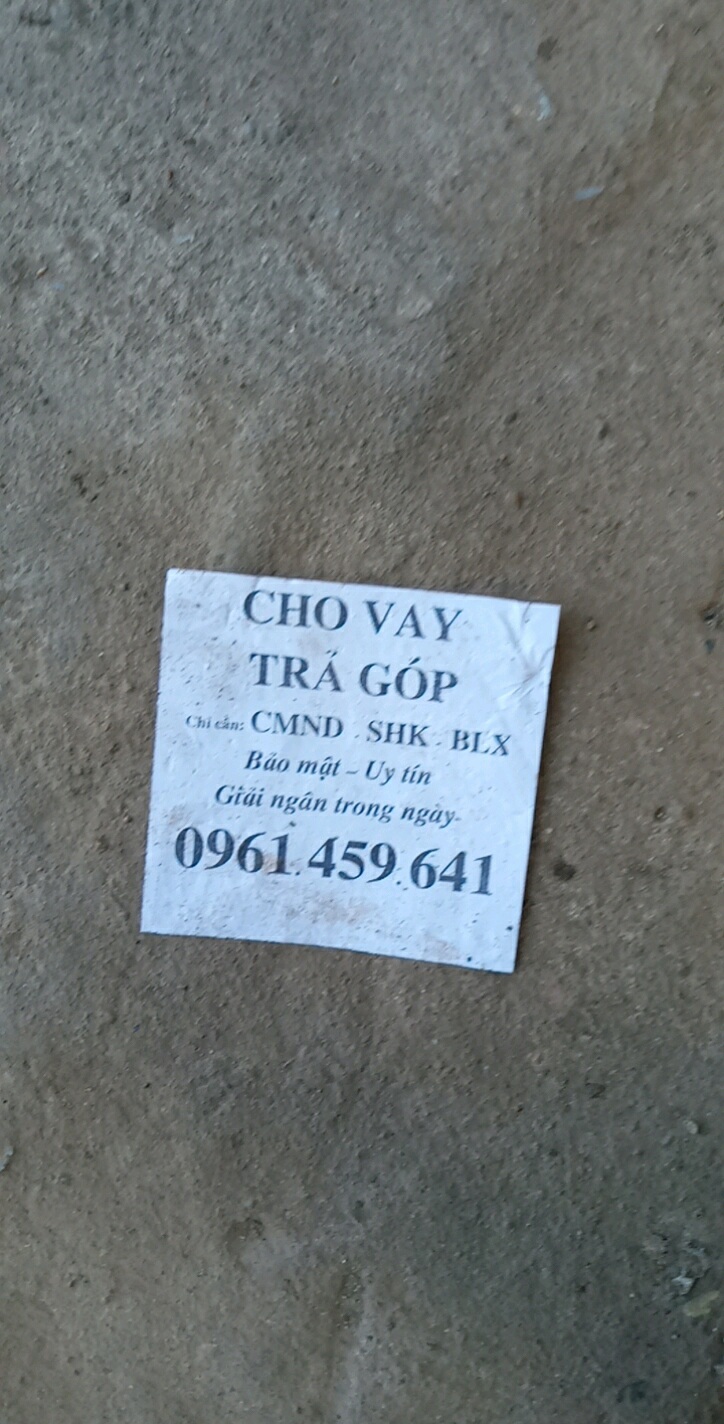 CHO VAY
TRẢ GÓP
Chỉ cần: CMND - SHK - BLX
Bảo mật – Uy tín
Giải ngân trong ngày
0961.459.641